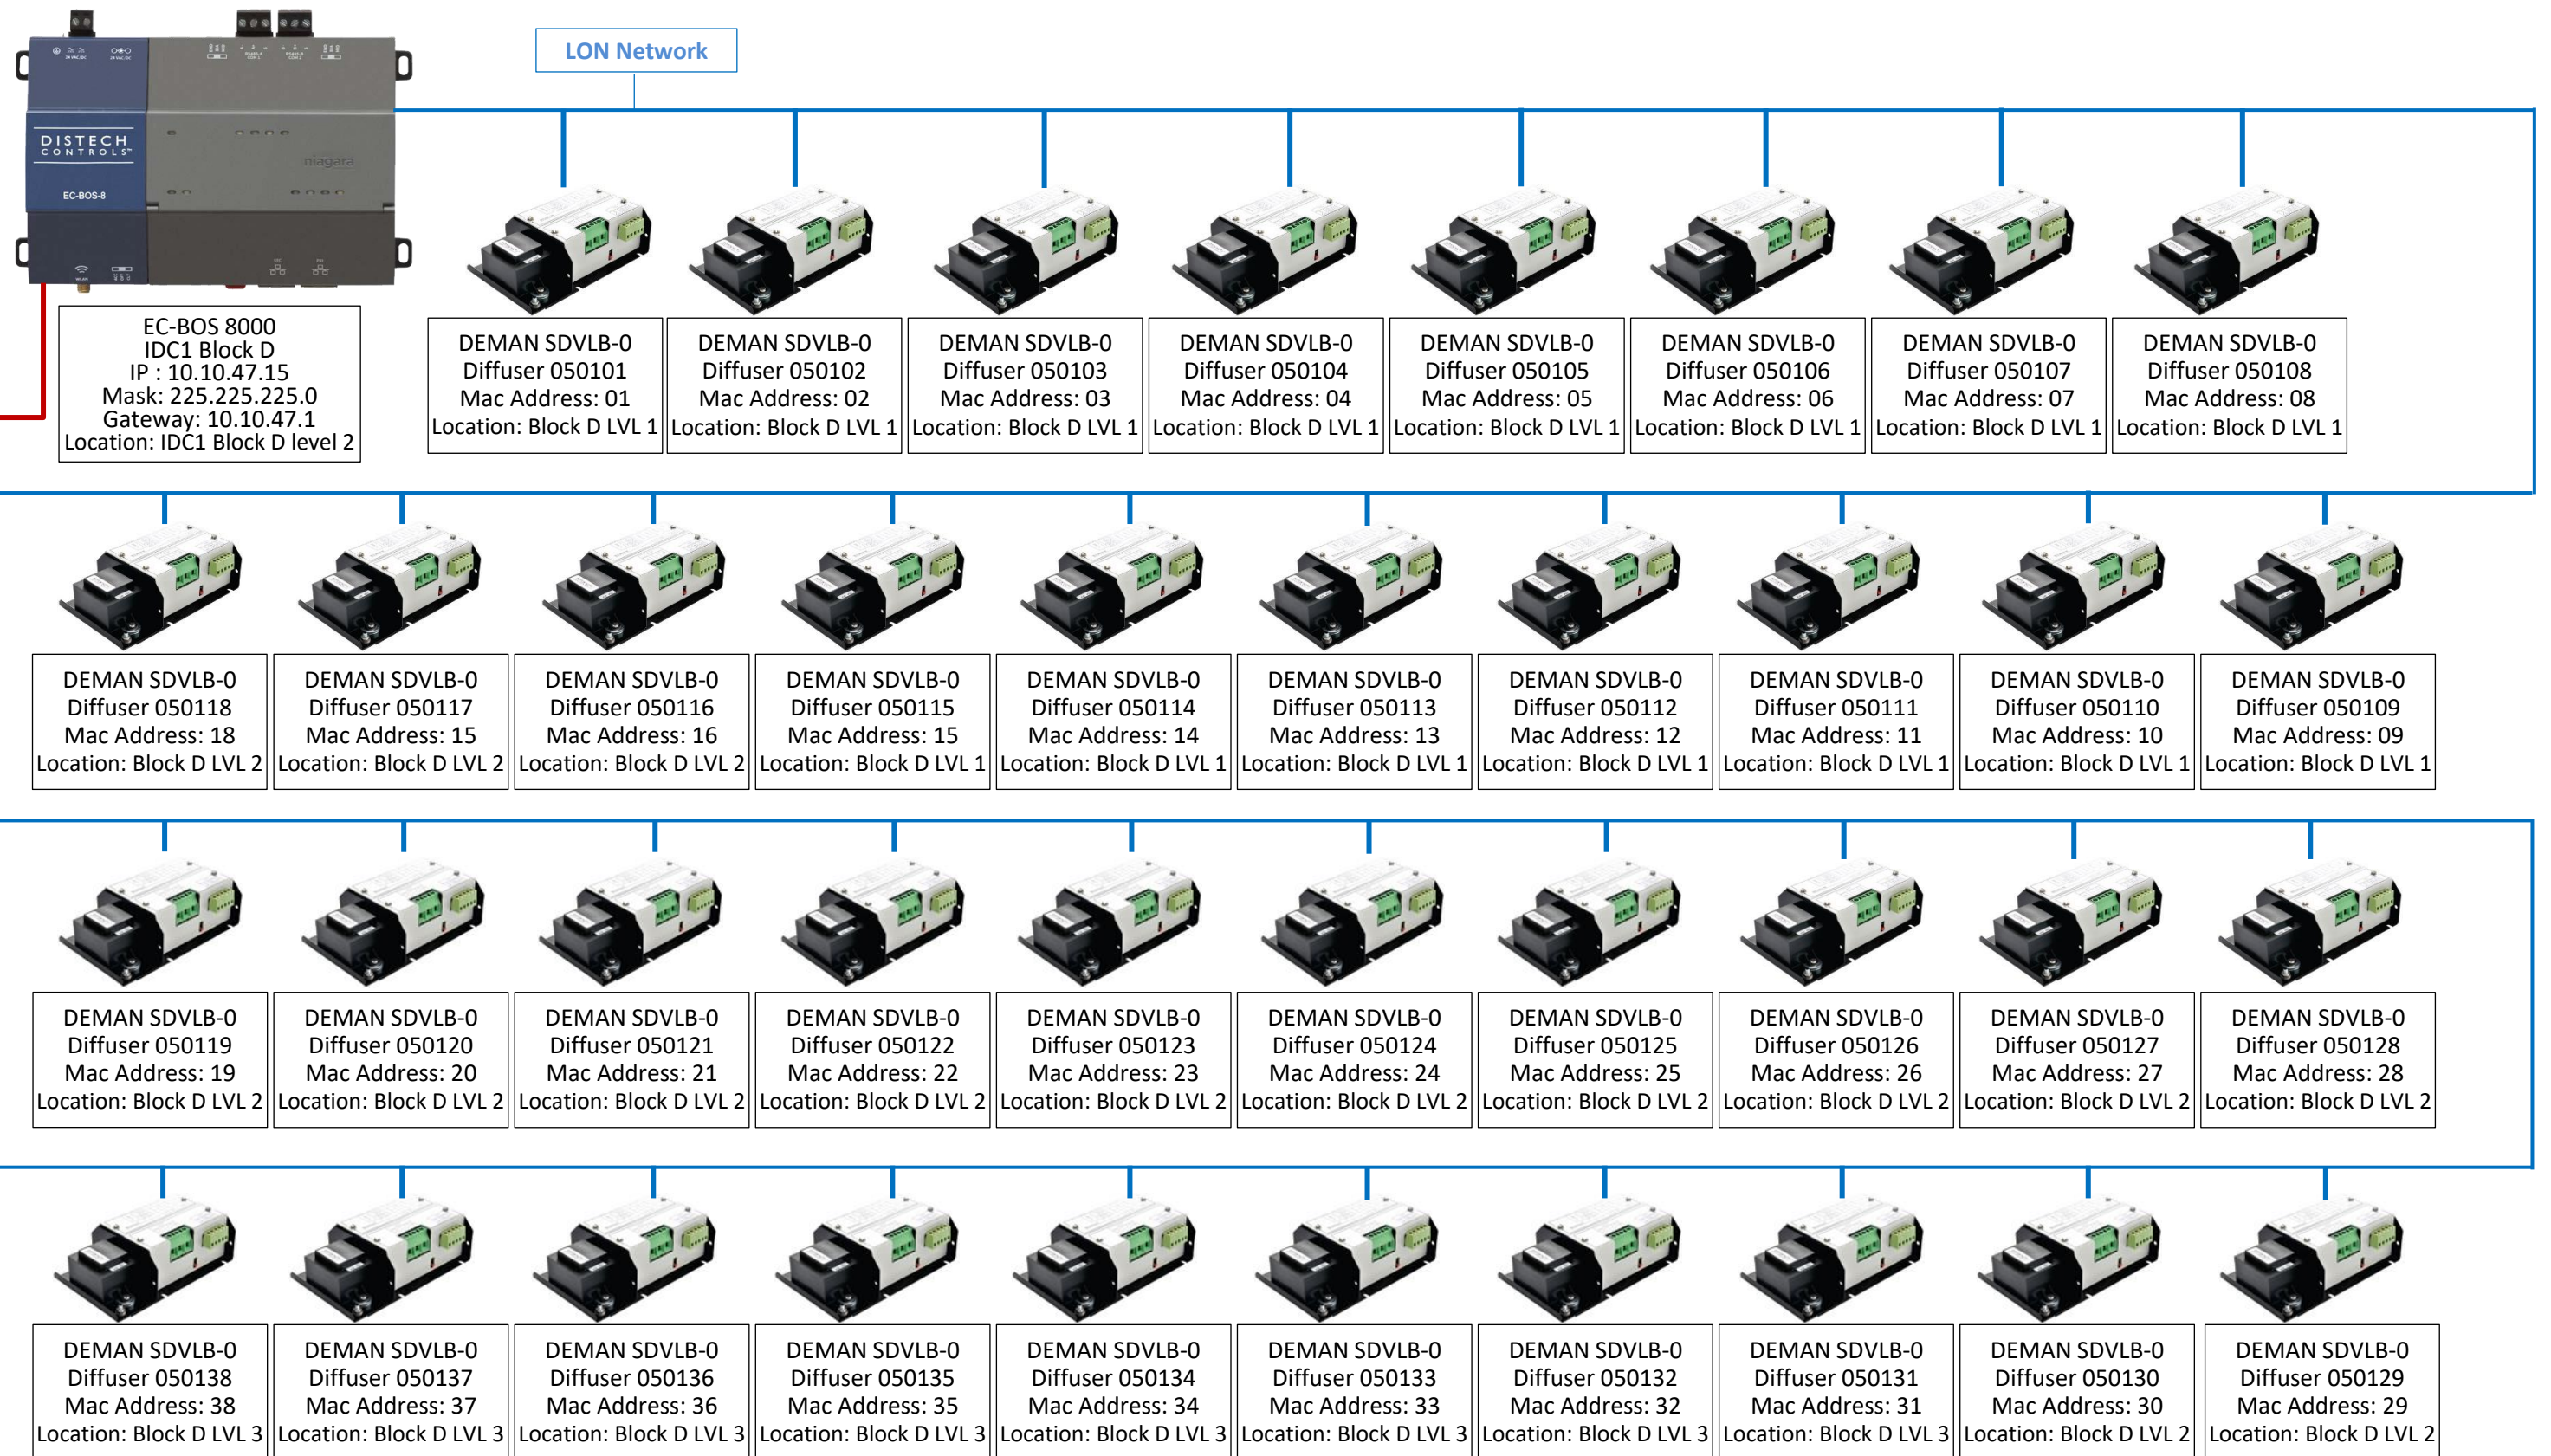 LON Network
DISTECH
CONTROLS™
niagara
EC-BOS-8
EC-BOS 8000
IDC1 Block D
IP : 10.10.47.15
Mask: 225.225.225.0
Gateway: 10.10.47.1
Location: IDC1 Block D level 2
DEMAN SDVLB-0
Diffuser 050101
Mac Address: 01
Location: Block D LVL 1
DEMAN SDVLB-0
Diffuser 050102
Mac Address: 02
Location: Block D LVL 1
DEMAN SDVLB-0
Diffuser 050103
Mac Address: 03
Location: Block D LVL 1
DEMAN SDVLB-0
Diffuser 050104
Mac Address: 04
Location: Block D LVL 1
DEMAN SDVLB-0
Diffuser 050105
Mac Address: 05
Location: Block D LVL 1
DEMAN SDVLB-0
Diffuser 050106
Mac Address: 06
Location: Block D LVL 1
DEMAN SDVLB-0
Diffuser 050107
Mac Address: 07
Location: Block D LVL 1
DEMAN SDVLB-0
Diffuser 050108
Mac Address: 08
Location: Block D LVL 1
DEMAN SDVLB-0
Diffuser 050118
Mac Address: 18
Location: Block D LVL 2
DEMAN SDVLB-0
Diffuser 050117
Mac Address: 15
Location: Block D LVL 2
DEMAN SDVLB-0
Diffuser 050116
Mac Address: 16
Location: Block D LVL 2
DEMAN SDVLB-0
Diffuser 050115
Mac Address: 15
Location: Block D LVL 1
DEMAN SDVLB-0
Diffuser 050114
Mac Address: 14
Location: Block D LVL 1
DEMAN SDVLB-0
Diffuser 050113
Mac Address: 13
Location: Block D LVL 1
DEMAN SDVLB-0
Diffuser 050112
Mac Address: 12
Location: Block D LVL 1
DEMAN SDVLB-0
Diffuser 050111
Mac Address: 11
Location: Block D LVL 1
DEMAN SDVLB-0
Diffuser 050110
Mac Address: 10
Location: Block D LVL 1
DEMAN SDVLB-0
Diffuser 050109
Mac Address: 09
Location: Block D LVL 1
DEMAN SDVLB-0
Diffuser 050119
Mac Address: 19
Location: Block D LVL 2
DEMAN SDVLB-0
Diffuser 050120
Mac Address: 20
Location: Block D LVL 2
DEMAN SDVLB-0
Diffuser 050121
Mac Address: 21
Location: Block D LVL 2
DEMAN SDVLB-0
Diffuser 050122
Mac Address: 22
Location: Block D LVL 2
DEMAN SDVLB-0
Diffuser 050123
Mac Address: 23
Location: Block D LVL 2
DEMAN SDVLB-0
Diffuser 050124
Mac Address: 24
Location: Block D LVL 2
DEMAN SDVLB-0
Diffuser 050125
Mac Address: 25
Location: Block D LVL 2
DEMAN SDVLB-0
Diffuser 050126
Mac Address: 26
Location: Block D LVL 2
DEMAN SDVLB-0
Diffuser 050127
Mac Address: 27
Location: Block D LVL 2
DEMAN SDVLB-0
Diffuser 050128
Mac Address: 28
Location: Block D LVL 2
DEMAN SDVLB-0
Diffuser 050138
Mac Address: 38
Location: Block D LVL 3
DEMAN SDVLB-0
Diffuser 050137
Mac Address: 37
Location: Block D LVL 3
DEMAN SDVLB-0
Diffuser 050136
Mac Address: 36
Location: Block D LVL 3
DEMAN SDVLB-0
Diffuser 050135
Mac Address: 35
Location: Block D LVL 3
DEMAN SDVLB-0
Diffuser 050134
Mac Address: 34
Location: Block D LVL 3
DEMAN SDVLB-0
Diffuser 050133
Mac Address: 33
Location: Block D LVL 3
DEMAN SDVLB-0
Diffuser 050132
Mac Address: 32
Location: Block D LVL 3
DEMAN SDVLB-0
Diffuser 050131
Mac Address: 31
Location: Block D LVL 3
DEMAN SDVLB-0
Diffuser 050130
Mac Address: 30
Location: Block D LVL 2
DEMAN SDVLB-0
Diffuser 050129
Mac Address: 29
Location: Block D LVL 2